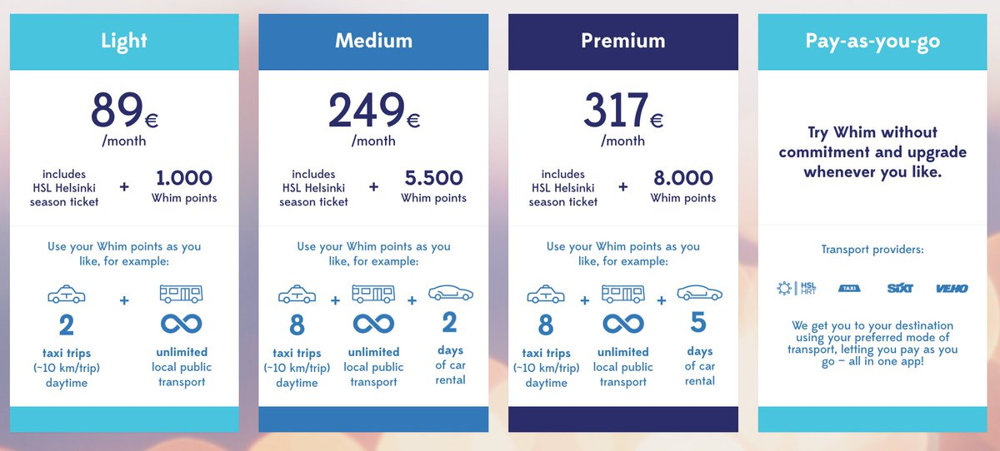 Light
89€
/month
includes
HSL Helsinki
season ticket
+
1.000
Whim points
Use your Whim points as you
like, for example:
+
2
taxi trips
(~10 km/trip)
daytime
unlimited
local public
transport
Medium
249€
/month
includes
HSL Helsinki
season ticket
+
5.500
Whim points
Use your Whim points as you
like, for example:
+
+
8
taxi trips
(~10 km/trip)
daytime
∞
unlimited
local public
transport
2
days
of car
rental
Premium
317€
/month
includes
HSL Helsinki
season ticket
+
8.000
Whim points
Use your Whim points as you
like, for example:
+
+
8
taxi trips
(~10 km/trip)
daytime
∞
unlimited
local public
transport
5
days
of car
rental
Pay-as-you-go
Try Whim without
commitment and upgrade
whenever you like.
Transport providers:
HSL
HRT
TAXI
SIXT
VEHO
We get you to your destination
using your preferred mode of
transport, letting you pay as you
go – all in one app!